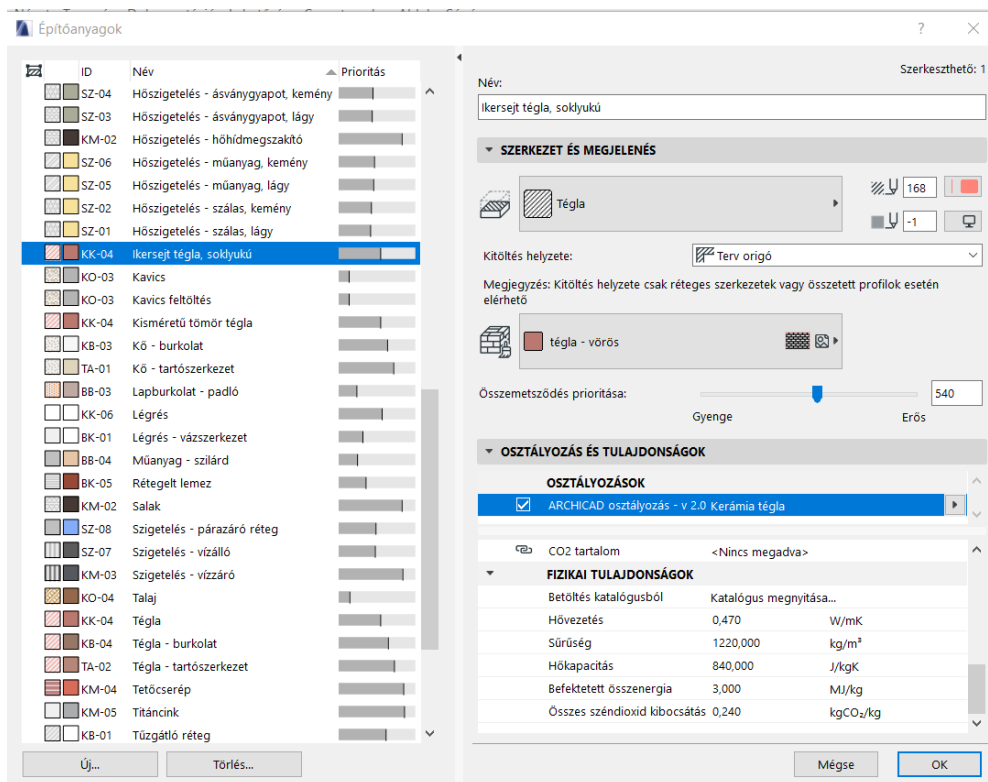 Építőanyagok
?
ID Név Prioritás
SZ-04 Hőszigetelés - ásványgyapot, kemény
SZ-03 Hőszigetelés - ásványgyapot, lágy
KM-02 Hőszigetelés - hőhídmegszakító
SZ-06 Hőszigetelés - műanyag, kemény
SZ-05 Hőszigetelés - műanyag, lágy
SZ-02 Hőszigetelés - szálas, kemény
SZ-01 Hőszigetelés - szálas, lágy
KK-04 Ikersejt tégla, soklyukú
KO-03 Kavics
KO-03 Kavics feltöltés
KK-04 Kisméretű tömör tégla
KB-03 Kő - burkolat
TA-01 Kő - tartószerkezet
BB-03 Lapburkolat - padló
KK-06 Légrés
BK-01 Légrés - vázszerkezet
BB-04 Műanyag - szilárd
BK-05 Rétegelt lemez
KM-02 Salak
SZ-08 Szigetelés - párazáró réteg
SZ-07 Szigetelés - vízálló
KM-03 Szigetelés - vízzáró
KO-04 Talaj
KK-04 Tégla
KB-04 Tégla - burkolat
TA-02 Tégla - tartószerkezet
KM-04 Tetőcserép
KM-05 Titáncink
KB-01 Tűzgátló réteg
Új...
Törlés...
Szerkeszthető: 1
Név:
Ikersejt tégla, soklyukú
SZERKEZET ÉS MEGJELENÉS
Tégla
168
-1
Kitöltés helyzete:
Terv origó
Megjegyzés: Kitöltés helyzete csak réteges szerkezetek vagy összetett profilok esetén
elérhető
tégla - vörös
Összemetsződés prioritása:
540
Gyenge
Erős
OSZTÁLYOZÁS ÉS TULAJDONSÁGOK
OSZTÁLYOZÁSOK
ARCHICAD osztályozás - v 2.0 Kerámia tégla
CO2 tartalom <Nincs megadva>
FIZIKAI TULAJDONSÁGOK
Betöltés katalógusból Katalógus megnyitása...
Hővezetés 0,470 W/mK
Sűrűség 1220,000 kg/m³
Hőkapacitás 840,000 J/kgK
Befektetett összenergia 3,000 MJ/kg
Összes széndioxid kibocsátás 0,240 kgCO₂/kg
Mégse
OK